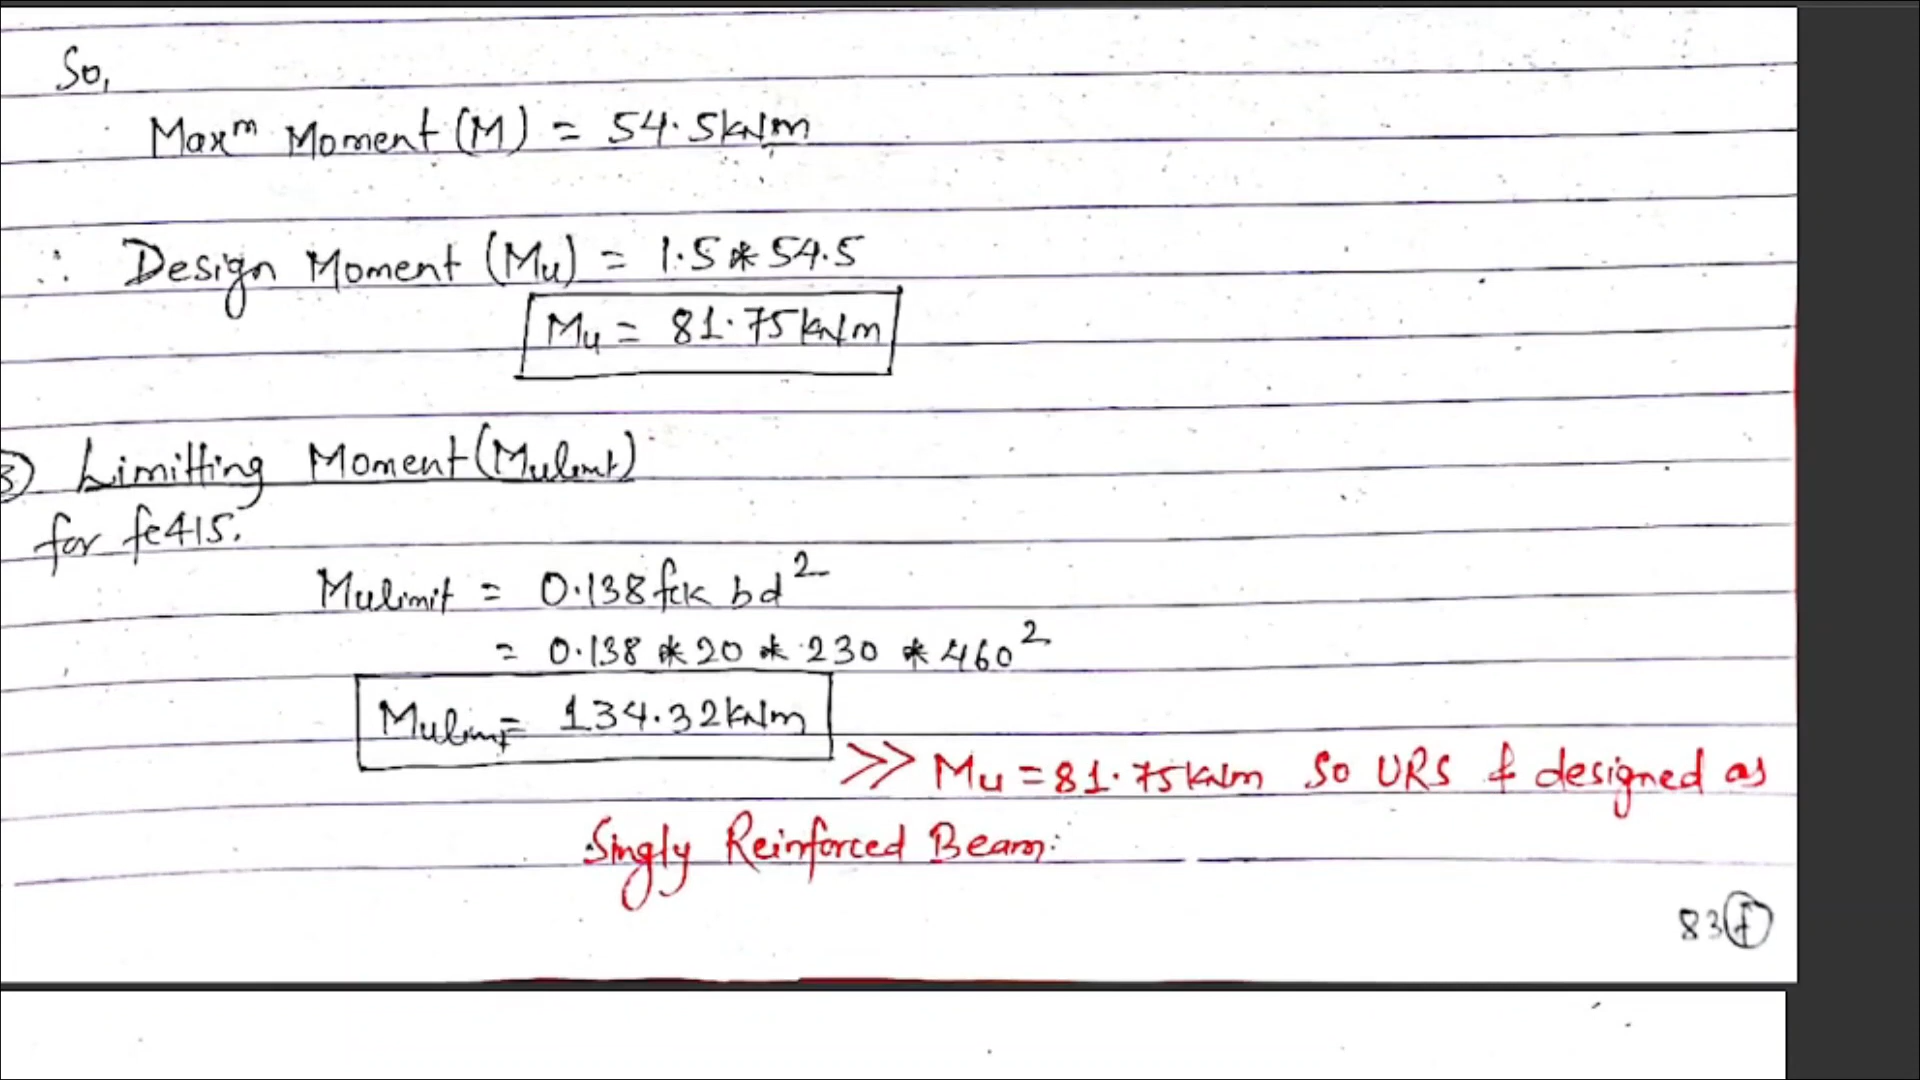 So,
Maxᵐ Moment (M) = 54.5kNm
∴ Design Moment (Mu) = 1.5 * 54.5
Mu = 81.75kNm
3) Limitting Moment (Mulimit)
for fe415.
Mulimit = 0.138fck bd²
= 0.138 * 20 * 230 * 460²
Mulimit = 134.32kNm
>> Mu = 81.75kNm So URS & designed as
Singly Reinforced Beam.
83 f